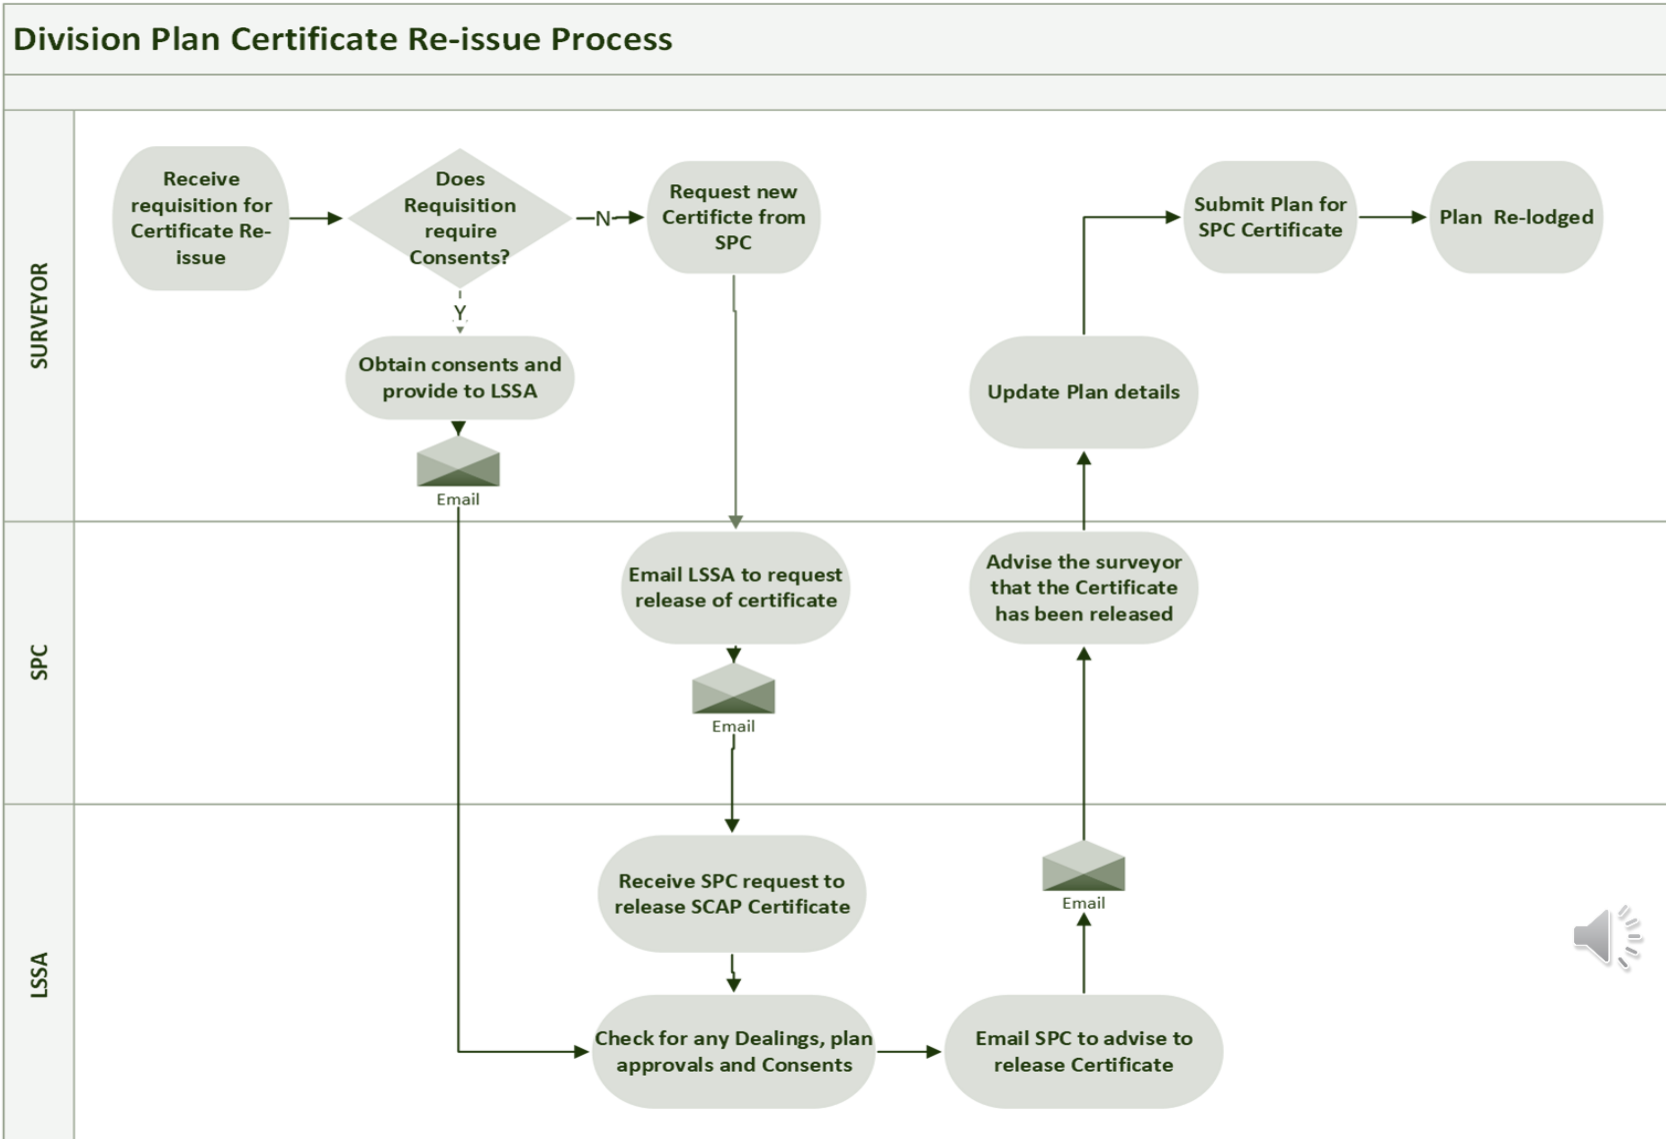 Division Plan Certificate Re-issue Process
SURVEYOR
Receive
requisition for
Certificate Re-
issue
Does
Requisition
require
Consents?
N
Request new
Certificte from
SPC
Submit Plan for
SPC Certificate
Plan Re-lodged
Y
Obtain consents and
provide to LSSA
Email
Update Plan details
SPC
Email LSSA to request
release of certificate
Email
Advise the surveyor
that the Certificate
has been released
LSSA
Receive SPC request to
release SCAP Certificate
Email
Check for any Dealings, plan
approvals and Consents
Email SPC to advise to
release Certificate